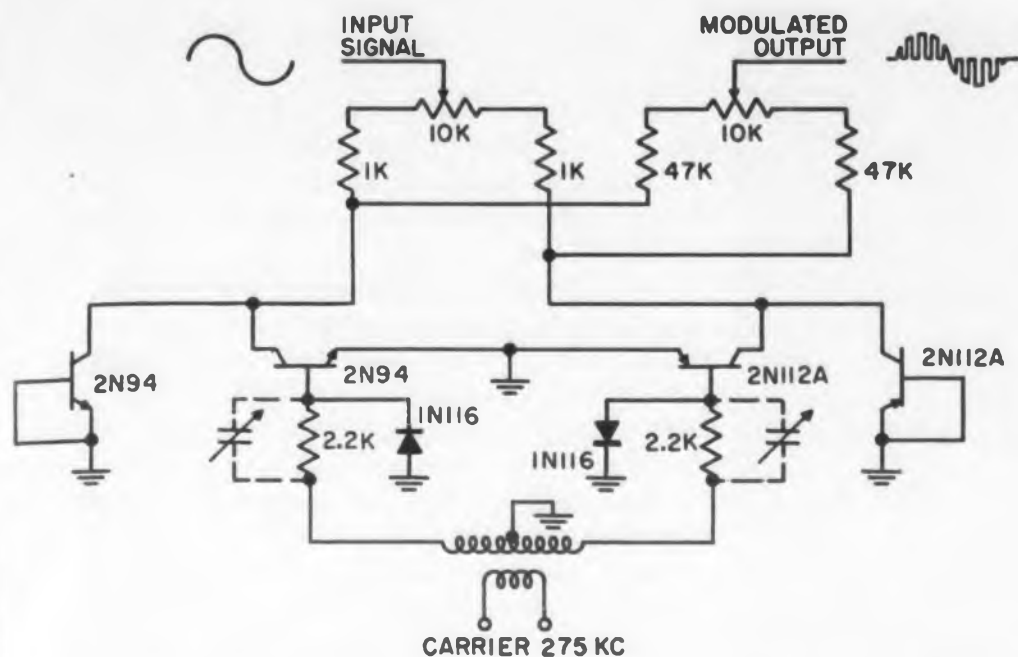 INPUT
SIGNAL
MODULATED
OUTPUT
10K
10K
1K
1K
47K
47K
2N94
2N94
2N112A
2N112A
1N116
2.2K
1N116
2.2K
CARRIER 275 KC